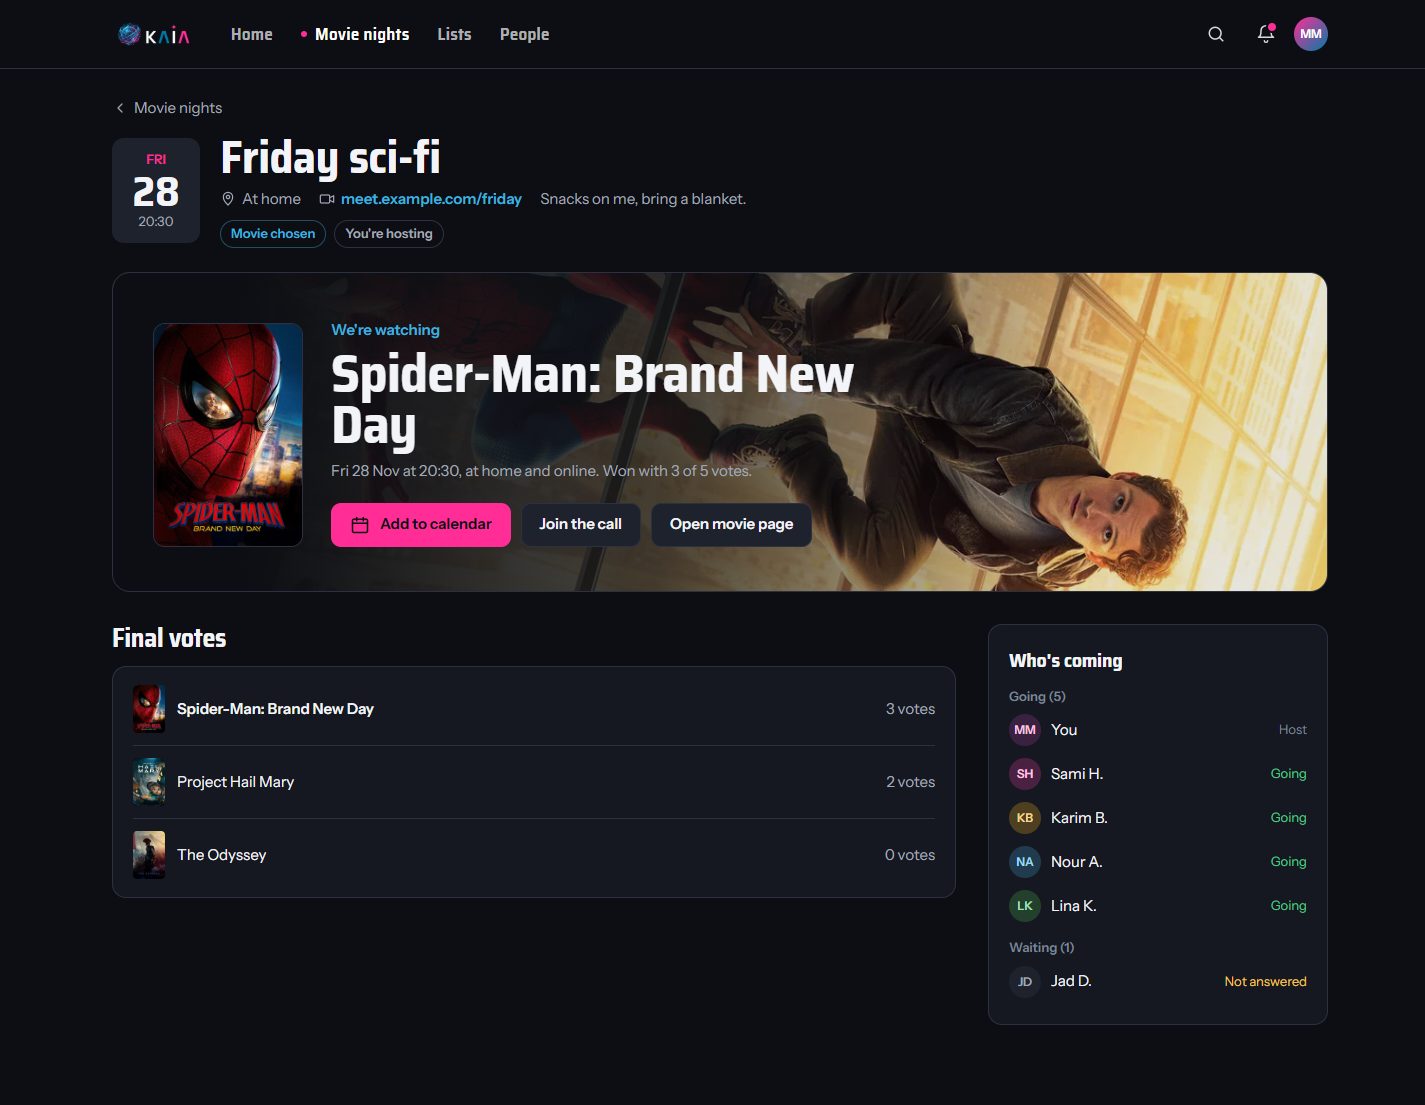 KAIA
Home
Movie nights
Lists
People
MM
Movie nights
FRI
28
20:30
Friday sci-fi
At home
meet.example.com/friday
Snacks on me, bring a blanket.
Movie chosen
You're hosting
SPIDER-MAN
BRAND NEW DAY
We're watching
Spider-Man: Brand New
Day
Fri 28 Nov at 20:30, at home and online. Won with 3 of 5 votes.
Add to calendar
Join the call
Open movie page
Final votes
Spider-Man: Brand New Day
3 votes
Project Hail Mary
2 votes
The Odyssey
0 votes
Who's coming
Going (5)
MM
You
Host
SH
Sami H.
Going
KB
Karim B.
Going
NA
Nour A.
Going
LK
Lina K.
Going
Waiting (1)
JD
Jad D.
Not answered